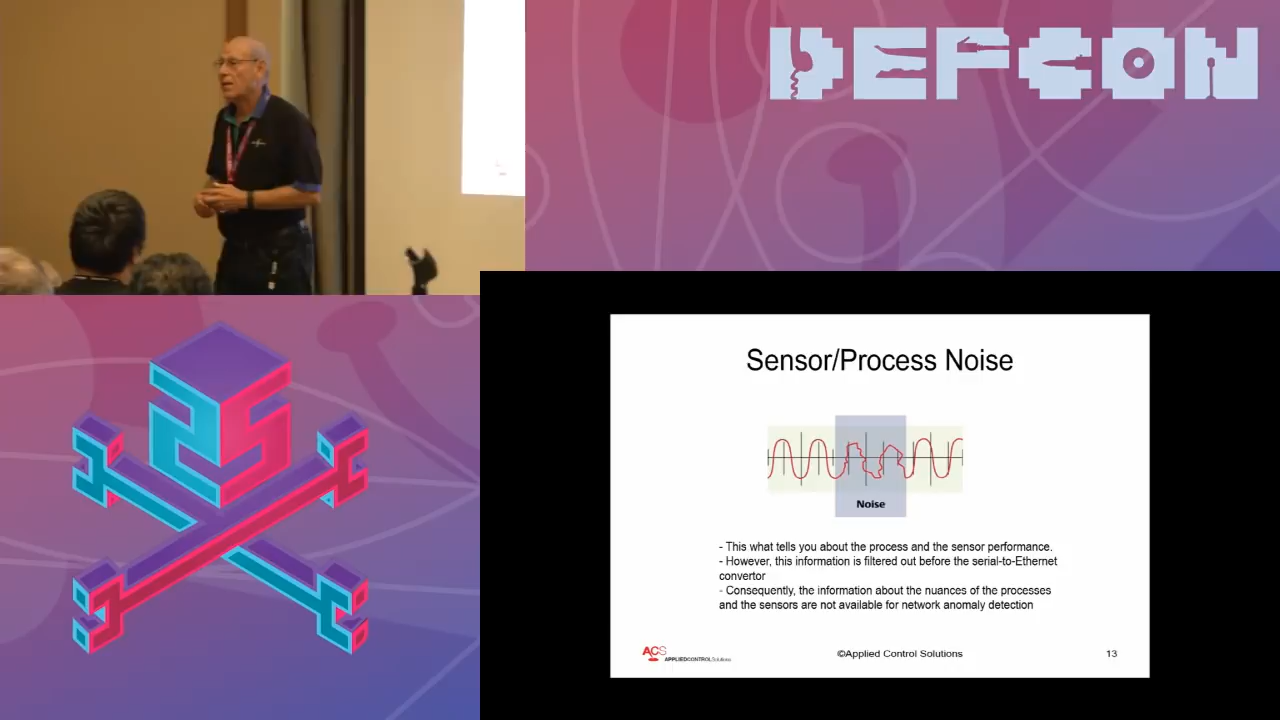 DEFCON
Sensor/Process Noise
Noise
- This what tells you about the process and the sensor performance.
- However, this information is filtered out before the serial-to-Ethernet
convertor
- Consequently, the information about the nuances of the processes
and the sensors are not available for network anomaly detection
ACS
APPLIEDCONTROLSolutions
©Applied Control Solutions
13